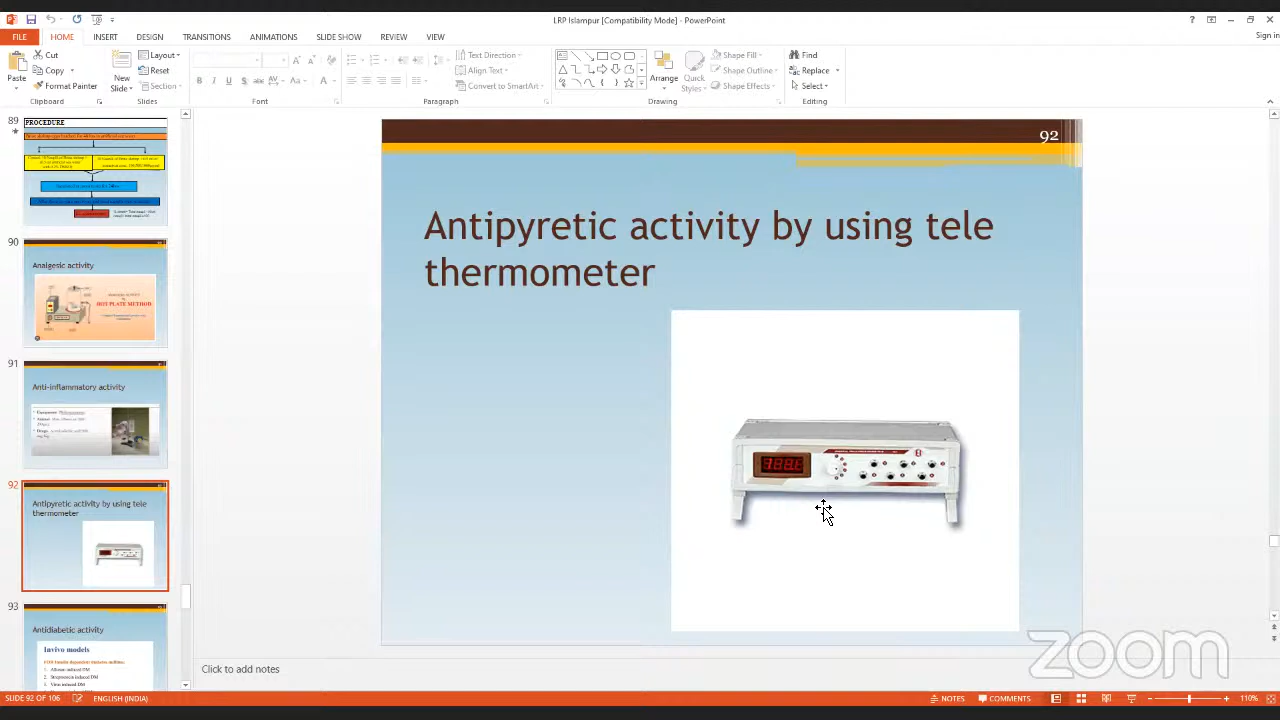 LRP Islampur [Compatibility Mode] - PowerPoint
Sign in
FILE HOME INSERT DESIGN TRANSITIONS ANIMATIONS SLIDE SHOW REVIEW VIEW
Cut
Copy
Format Painter
Paste
Clipboard
New Slide
Layout
Reset
Section
Slides
Font
Text Direction
Align Text
Convert to SmartArt
Paragraph
Arrange
Quick Styles
Shape Fill
Shape Outline
Shape Effects
Drawing
Find
Replace
Select
Editing
89
PROCEDURE
90
Analgesic activity
HOT PLATE METHOD
91
Anti-inflammatory activity
92
Antipyretic activity by using tele
thermometer
93
Antidiabetic activity
Invivo models
1. Alloxan induced DM
2. Streptozocin induced DM
3. Virus induced DM
92
Antipyretic activity by using tele
thermometer
zoom
Click to add notes
SLIDE 92 OF 106 ENGLISH (INDIA) NOTES COMMENTS 110%